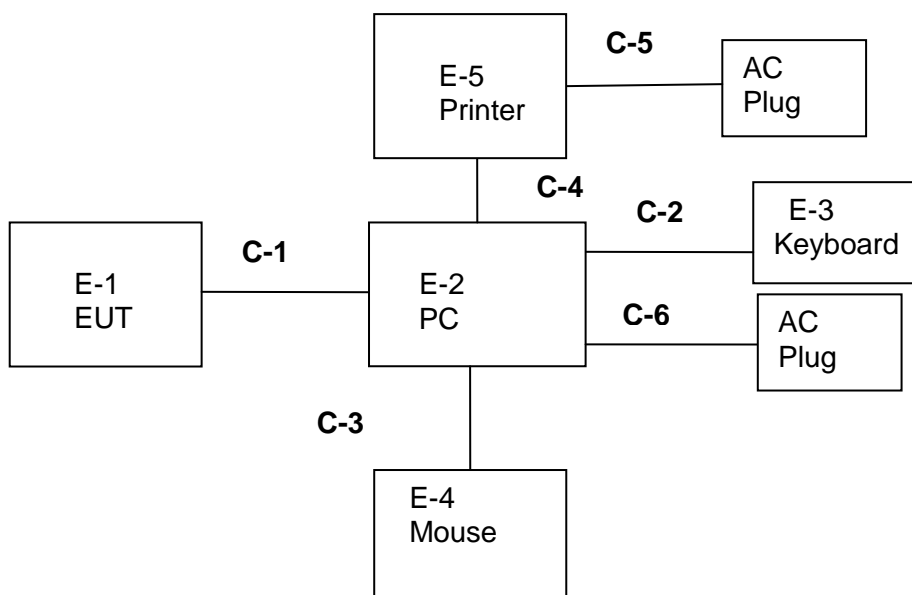 C-5
E-5
Printer
AC
Plug
C-4
C-2
E-3
Keyboard
C-1
E-1
EUT
E-2
PC
C-6
AC
Plug
C-3
E-4
Mouse